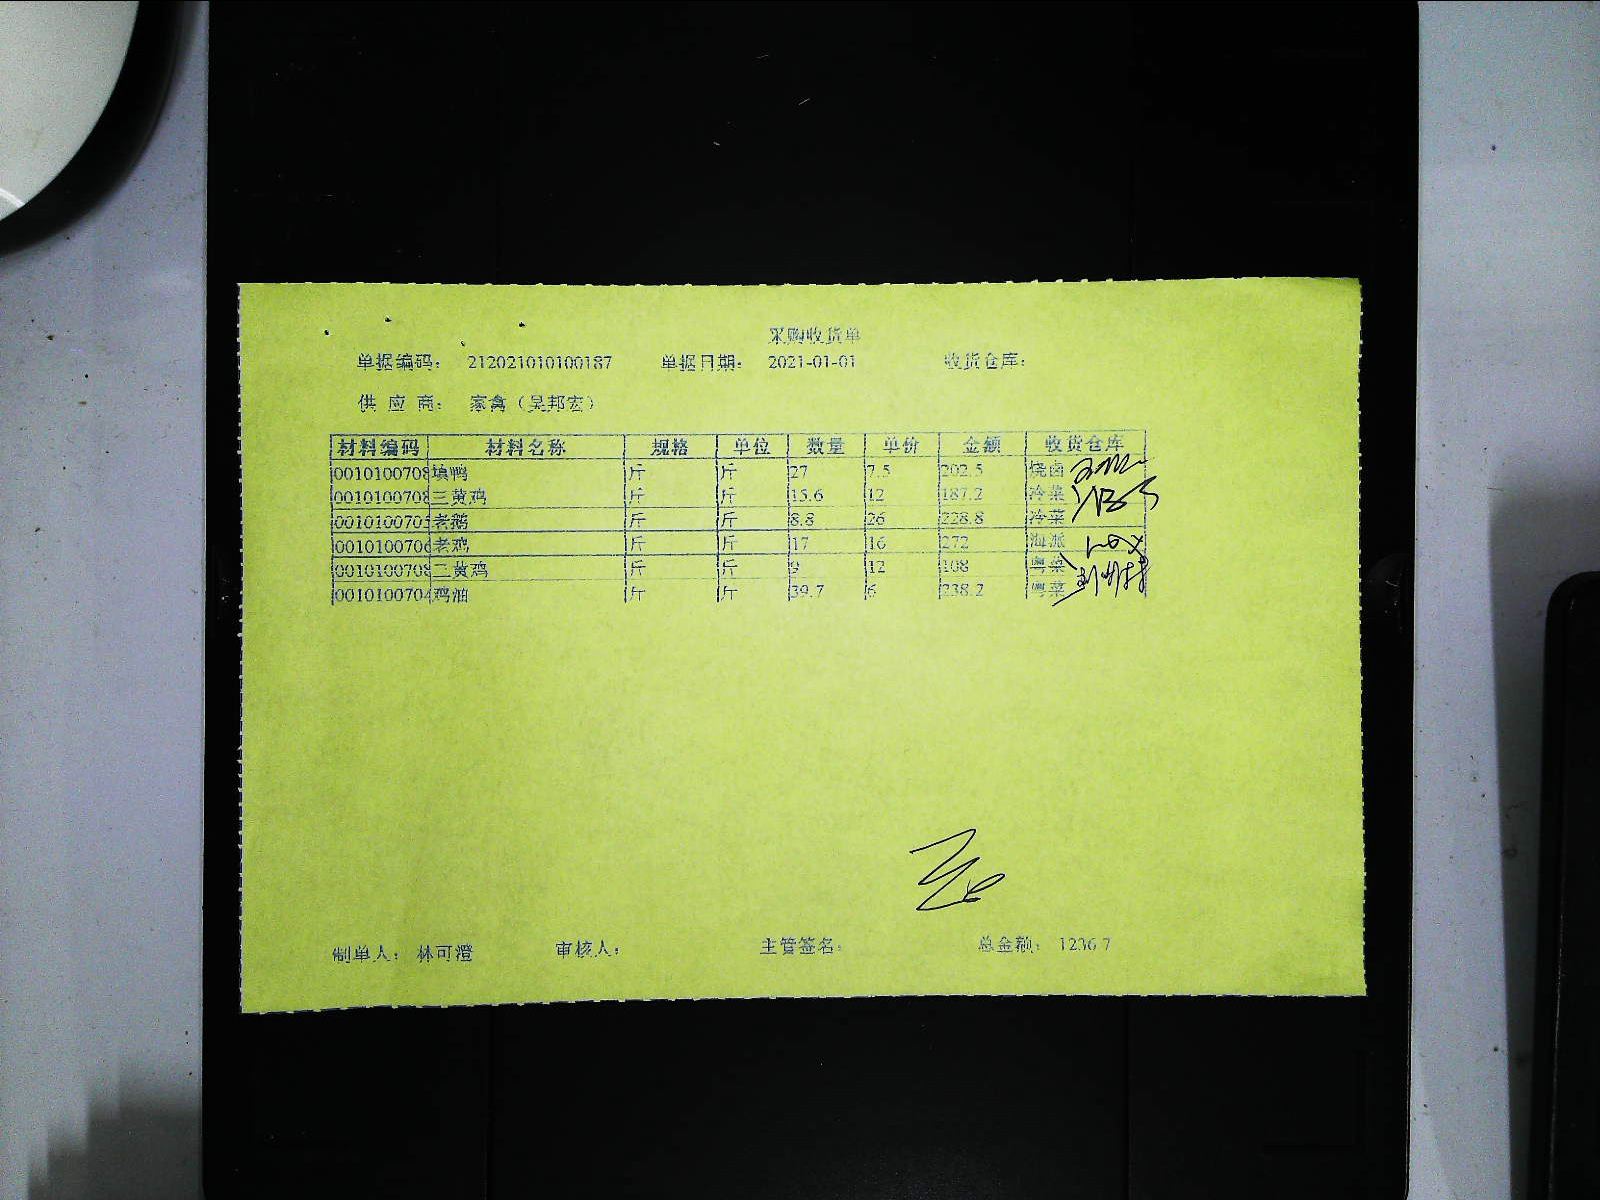 采购收货单
单据编码： 212021010100187 单据日期： 2021-01-01 收货仓库：
供 应 商： 家禽（吴邦宏）
材料编码 材料名称 规格 单位 数量 单价 金额 收货仓库
0010100708 填鸭 斤 斤 27 7.5 202.5 烧卤
0010100708 三黄鸡 斤 斤 15.6 12 187.2 冷菜
001010070 老鹅 斤 斤 8.8 26 228.8 冷菜
0010100706 老鸡 斤 斤 17 16 272 海派
0010100708 三黄鸡 斤 斤 9 12 108 粤菜
0010100704 鸡油 斤 斤 39.7 6 238.2 粤菜
制单人： 林可澄 审核人： 主管签名： 总金额： 1236.7